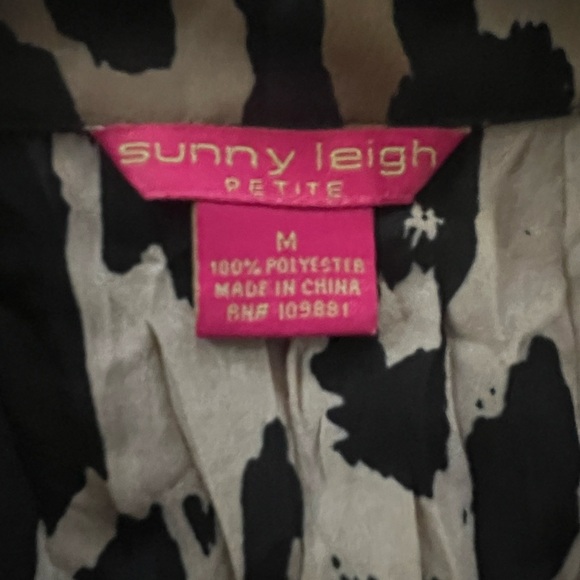 sunny leigh
PETITE
M
100% POLYESTER
MADE IN CHINA
RN# 109881